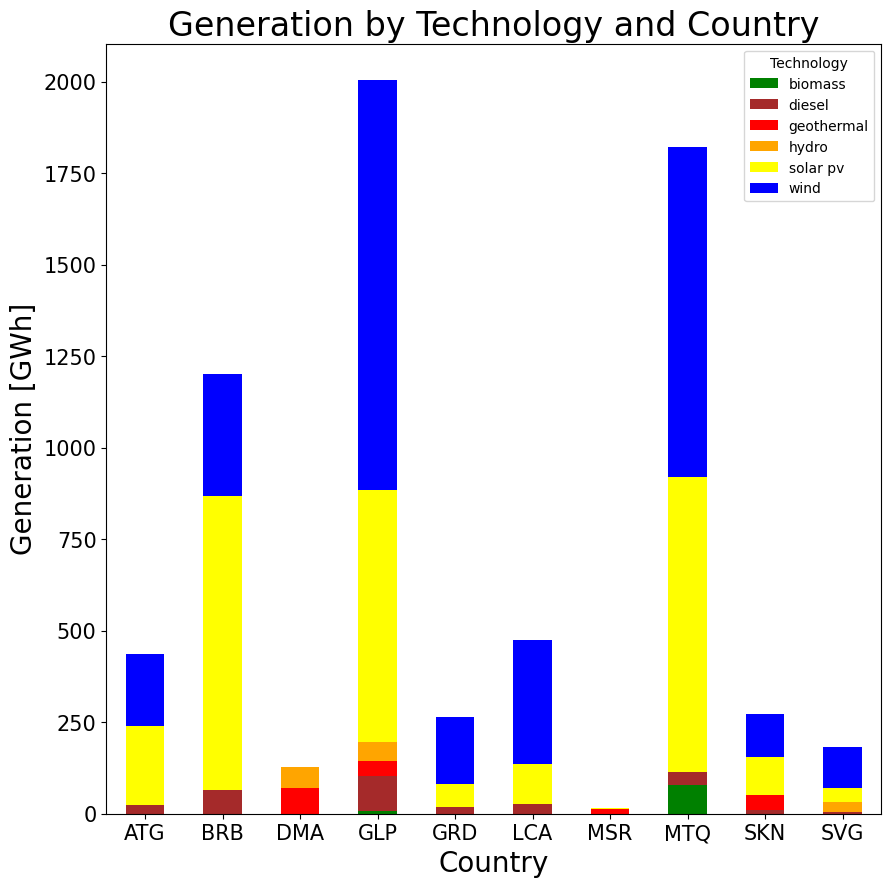 Generation by Technology and Country
Technology
biomass
diesel
geothermal
hydro
solar pv
wind
Generation [GWh]
2000
1750
1500
1250
1000
750
500
250
0
ATG BRB DMA GLP GRD LCA MSR MTQ SKN SVG
Country